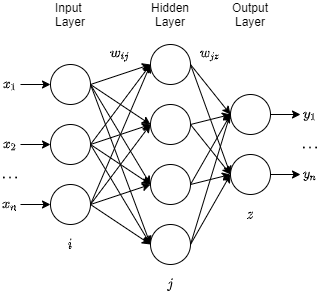 Input Layer
Hidden Layer
Output Layer
w_{ij}
w_{jz}
x_1
y_1
x_2
...
...
x_n
y_n
i
z
j